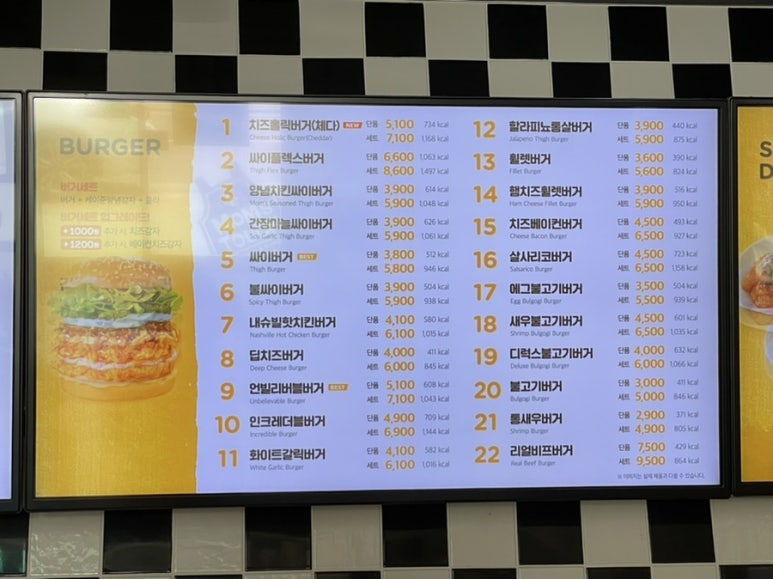 BURGER
버거세트
버거 + 케이준양념감자 + 콜라
버거세트 업그레이드!
+1000원 추가 시, 치즈감자
+1200원 추가 시, 베이컨치즈감자
1 치즈홀릭버거(체다) NEW 단품 5,100 734 kcal
Cheese Holic Burger(Cheddar) 세트 7,100 1,168 kcal
2 싸이플렉스버거 단품 6,600 1,063 kcal
Thigh Flex Burger 세트 8,600 1,497 kcal
3 양념치킨싸이버거 단품 3,900 614 kcal
Mom's Seasoned Thigh Burger 세트 5,900 1,048 kcal
4 간장마늘싸이버거 단품 3,900 626 kcal
Soy Garlic Thigh Burger 세트 5,900 1,061 kcal
5 싸이버거 BEST 단품 3,800 512 kcal
Thigh Burger 세트 5,800 946 kcal
6 불싸이버거 단품 3,900 504 kcal
Spicy Thigh Burger 세트 5,900 938 kcal
7 내슈빌핫치킨버거 단품 4,100 580 kcal
Nashville Hot Chicken Burger 세트 6,100 1,015 kcal
8 딥치즈버거 단품 4,000 411 kcal
Deep Cheese Burger 세트 6,000 845 kcal
9 언빌리버블버거 BEST 단품 5,100 608 kcal
Unbelievable Burger 세트 7,100 1,043 kcal
10 인크레더블버거 단품 4,900 709 kcal
Incredible Burger 세트 6,900 1,144 kcal
11 화이트갈릭버거 단품 4,100 582 kcal
White Garlic Burger 세트 6,100 1,016 kcal
12 할라피뇨통살버거 단품 3,900 440 kcal
Jalapeno Thigh Burger 세트 5,900 875 kcal
13 휠렛버거 단품 3,600 390 kcal
Fillet Burger 세트 5,600 824 kcal
14 햄치즈휠렛버거 단품 3,900 516 kcal
Ham Cheese Fillet Burger 세트 5,900 950 kcal
15 치즈베이컨버거 단품 4,500 493 kcal
Cheese Bacon Burger 세트 6,500 927 kcal
16 살사리코버거 단품 4,500 723 kcal
Salsarico Burger 세트 6,500 1,158 kcal
17 에그불고기버거 단품 3,500 504 kcal
Egg Bulgogi Burger 세트 5,500 939 kcal
18 새우불고기버거 단품 4,500 601 kcal
Shrimp Bulgogi Burger 세트 6,500 1,035 kcal
19 디럭스불고기버거 단품 4,000 632 kcal
Deluxe Bulgogi Burger 세트 6,000 1,066 kcal
20 불고기버거 단품 3,000 411 kcal
Bulgogi Burger 세트 5,000 846 kcal
21 통새우버거 단품 2,900 371 kcal
Shrimp Burger 세트 4,900 805 kcal
22 리얼비프버거 단품 7,500 429 kcal
Real Beef Burger 세트 9,500 864 kcal
※ 이미지는 실제 제품과 다를 수 있습니다.
S
D